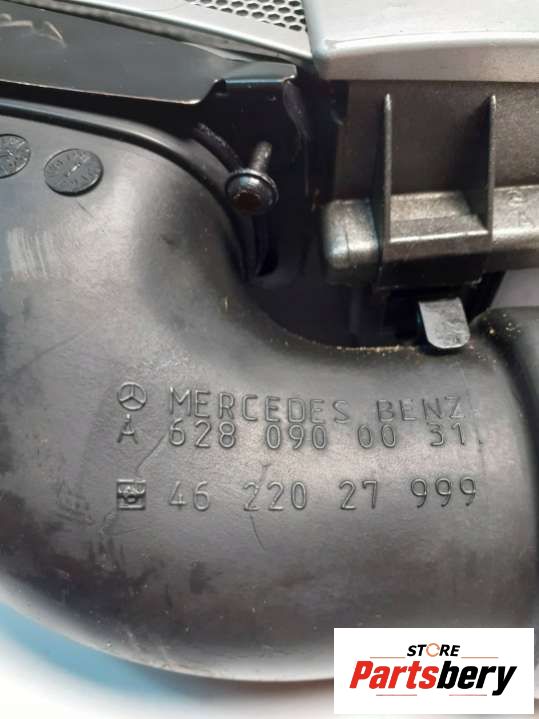 MERCEDES BENZ
A 628 090 00 31
46 220 27 999
STORE
Partsbery